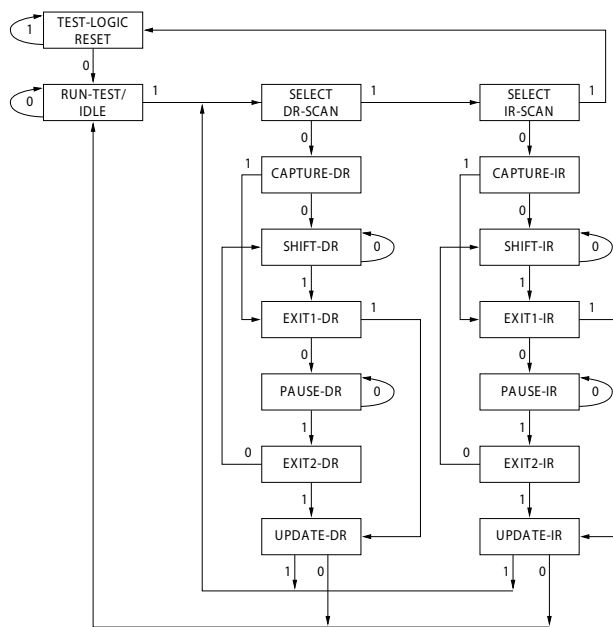 TEST-LOGIC
RESET
1
0
RUN-TEST/
IDLE
0
1
SELECT
DR-SCAN
1
SELECT
IR-SCAN
1
0
0
1
CAPTURE-DR
1
CAPTURE-IR
0
0
SHIFT-DR
0
SHIFT-IR
0
1
1
EXIT1-DR
1
EXIT1-IR
1
0
0
PAUSE-DR
0
PAUSE-IR
0
1
1
0
EXIT2-DR
0
EXIT2-IR
1
1
UPDATE-DR
UPDATE-IR
1
0
1
0